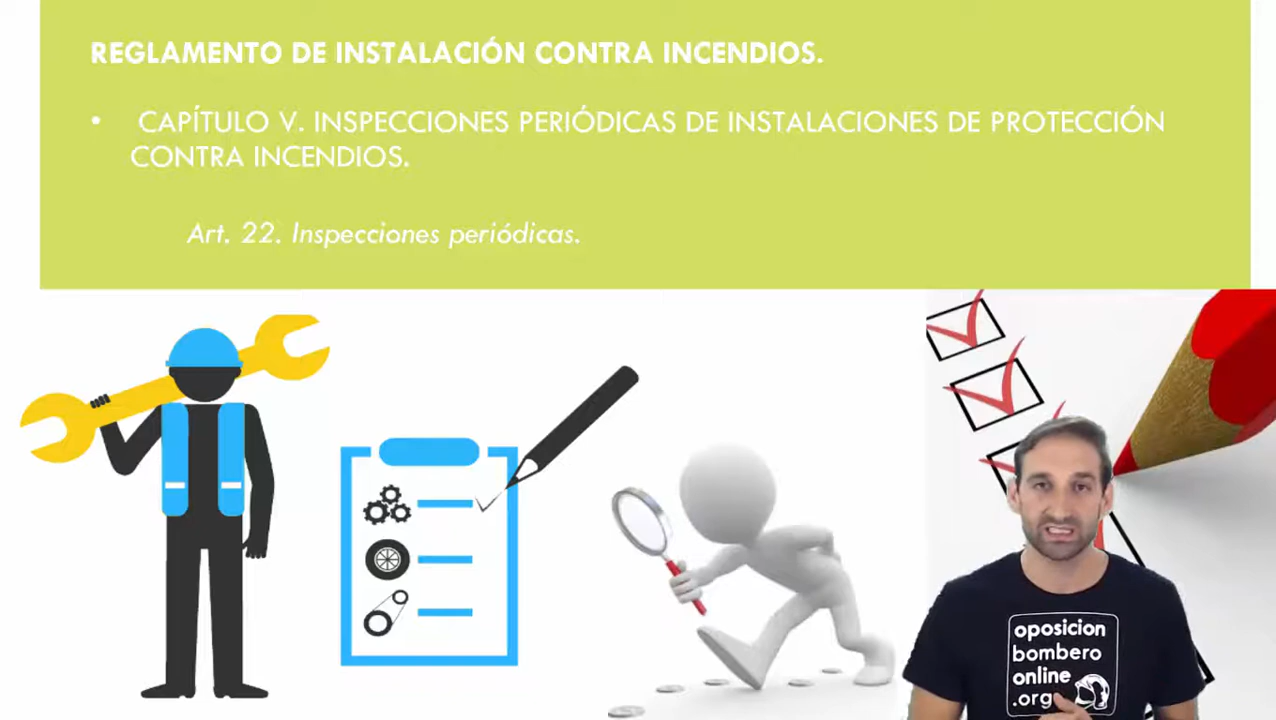 REGLAMENTO DE INSTALACIÓN CONTRA INCENDIOS.
• CAPÍTULO V. INSPECCIONES PERIÓDICAS DE INSTALACIONES DE PROTECCIÓN
CONTRA INCENDIOS.
Art. 22. Inspecciones periódicas.
oposicion
bombero
online
.org